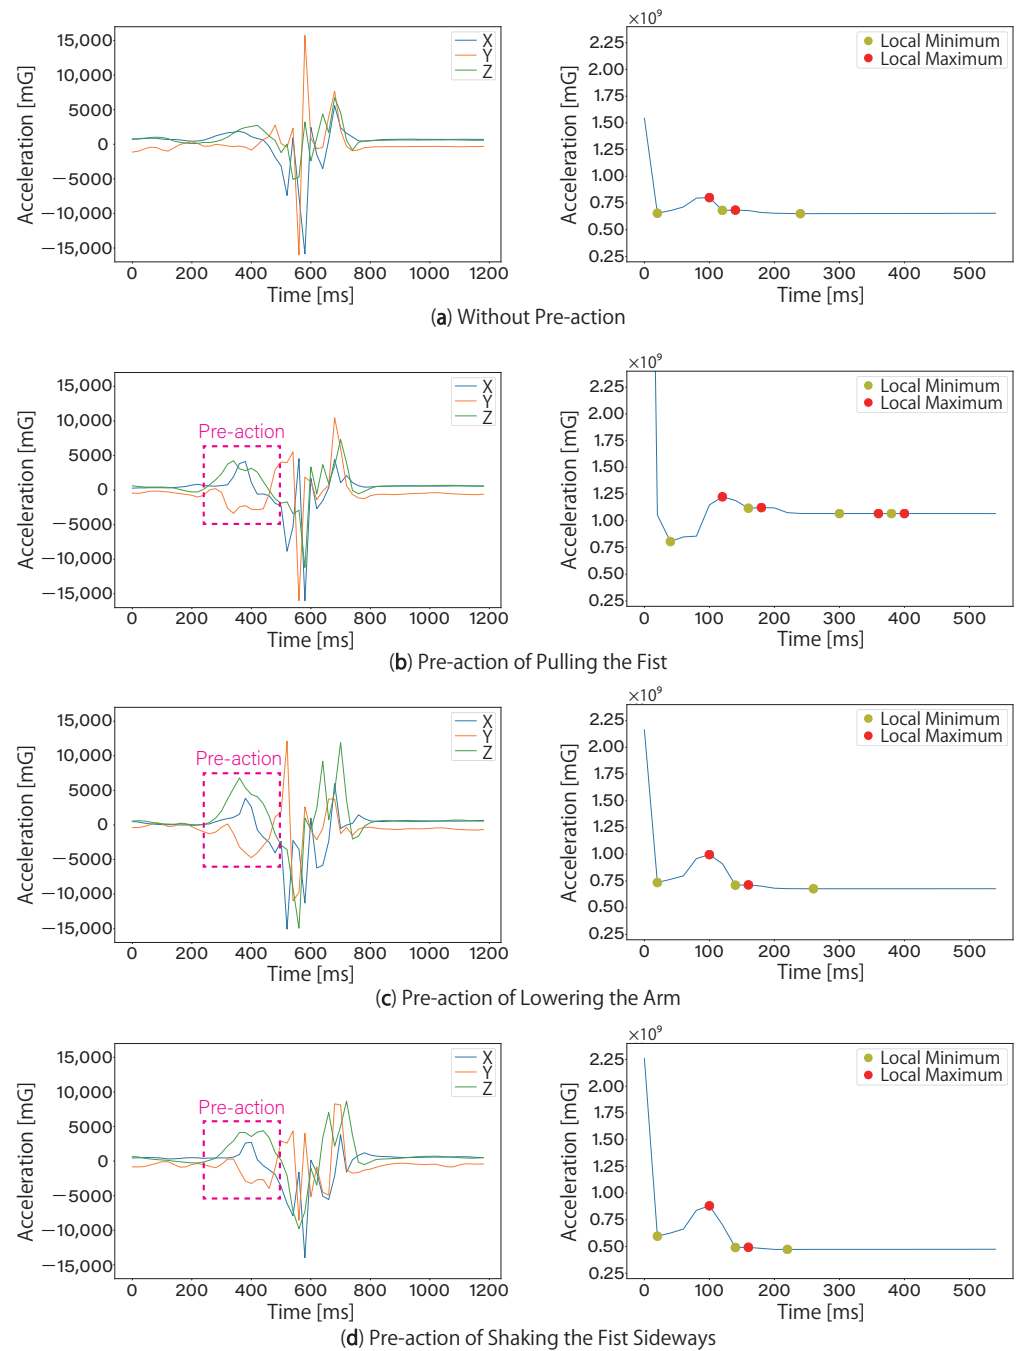 15,000
10,000
5000
0
−5000
−10,000
−15,000
Acceleration [mG]
X
Y
Z
0 200 400 600 800 1000 1200
Time [ms]
×10⁹
2.25
2.00
1.75
1.50
1.25
1.00
0.75
0.50
0.25
Acceleration [mG]
Local Minimum
Local Maximum
0 100 200 300 400 500
Time [ms]
(a) Without Pre-action
15,000
10,000
5000
0
−5000
−10,000
−15,000
Acceleration [mG]
Pre-action
X
Y
Z
0 200 400 600 800 1000 1200
Time [ms]
×10⁹
2.25
2.00
1.75
1.50
1.25
1.00
0.75
0.50
0.25
Acceleration [mG]
Local Minimum
Local Maximum
0 100 200 300 400 500
Time [ms]
(b) Pre-action of Pulling the Fist
15,000
10,000
5000
0
−5000
−10,000
−15,000
Acceleration [mG]
Pre-action
X
Y
Z
0 200 400 600 800 1000 1200
Time [ms]
×10⁹
2.25
2.00
1.75
1.50
1.25
1.00
0.75
0.50
0.25
Acceleration [mG]
Local Minimum
Local Maximum
0 100 200 300 400 500
Time [ms]
(c) Pre-action of Lowering the Arm
15,000
10,000
5000
0
−5000
−10,000
−15,000
Acceleration [mG]
Pre-action
X
Y
Z
0 200 400 600 800 1000 1200
Time [ms]
×10⁹
2.25
2.00
1.75
1.50
1.25
1.00
0.75
0.50
0.25
Acceleration [mG]
Local Minimum
Local Maximum
0 100 200 300 400 500
Time [ms]
(d) Pre-action of Shaking the Fist Sideways